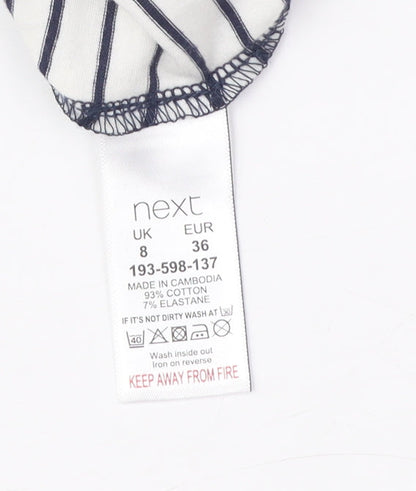 next
UK EUR
8 36
193-598-137
MADE IN CAMBODIA
93% COTTON
7% ELASTANE
IF IT'S NOT DIRTY WASH AT
40
Wash inside out
Iron on reverse
KEEP AWAY FROM FIRE